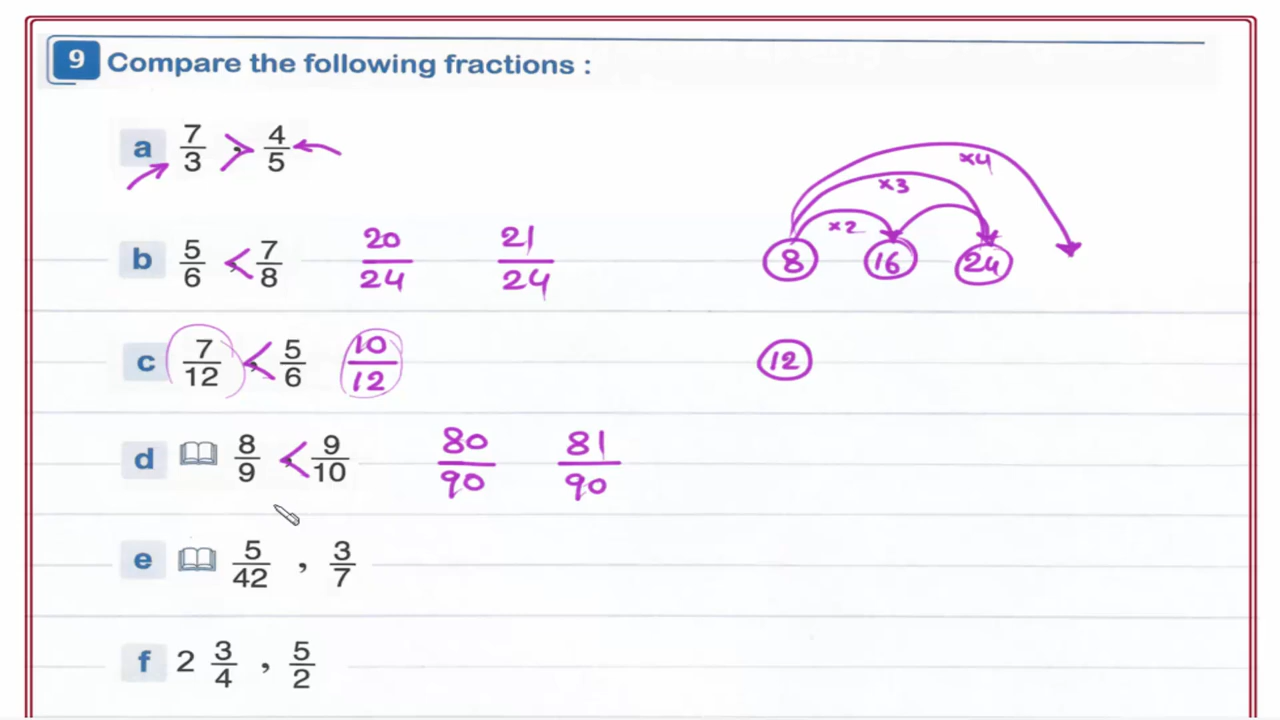 9 Compare the following fractions :
a 7/3 > , 4/5
×4
×3
×2
b 5/6 < , 7/8 20/24 21/24 8 16 24
c 7/12 < , 5/6 10/12 12
d 8/9 < , 9/10 80/90 81/90
e 5/42 , 3/7
f 2 3/4 , 5/2